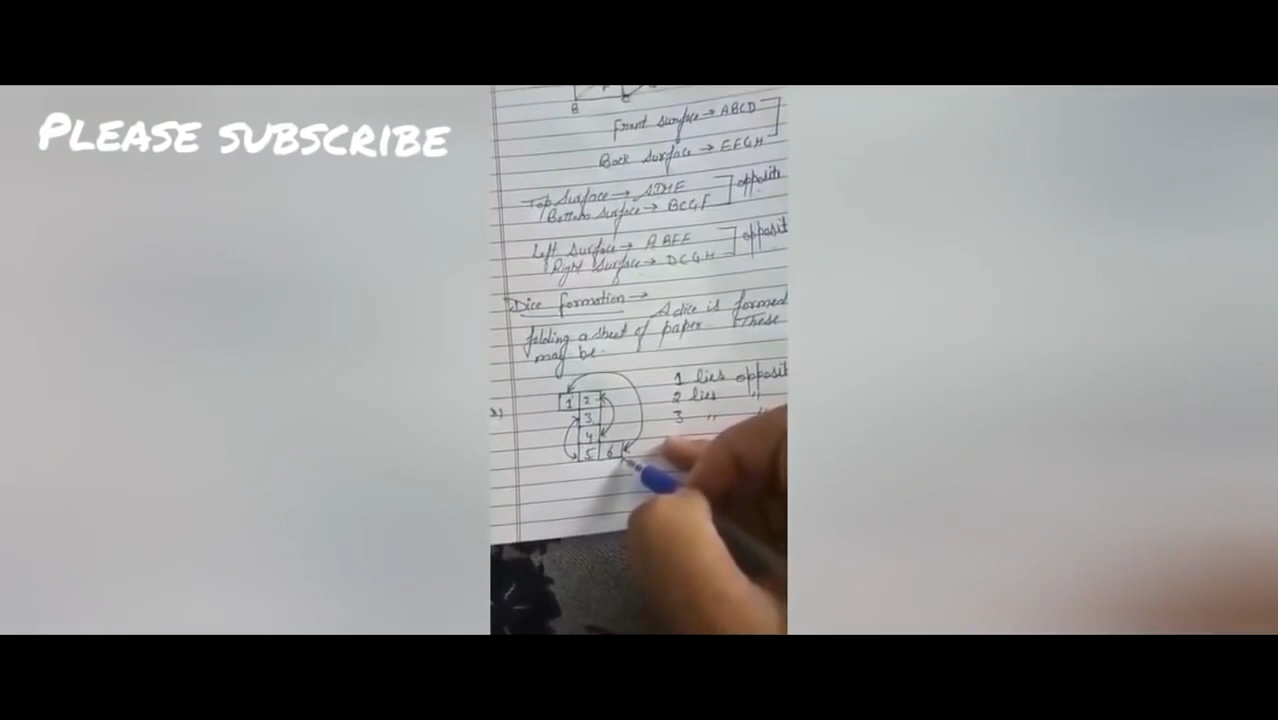 PLEASE SUBSCRIBE
B C
Front surface → ABCD
Back surface → EFGH
Top surface → ADHE
opposite
Bottom surface → BCGF
Left surface → ABFE
opposit
Right surface → DCGH
Dice formation →
A dice is formed
folding a sheet of paper. These
may be.
1 lies opposit
1 2
2 lies "
3
3 " "
4
5 6